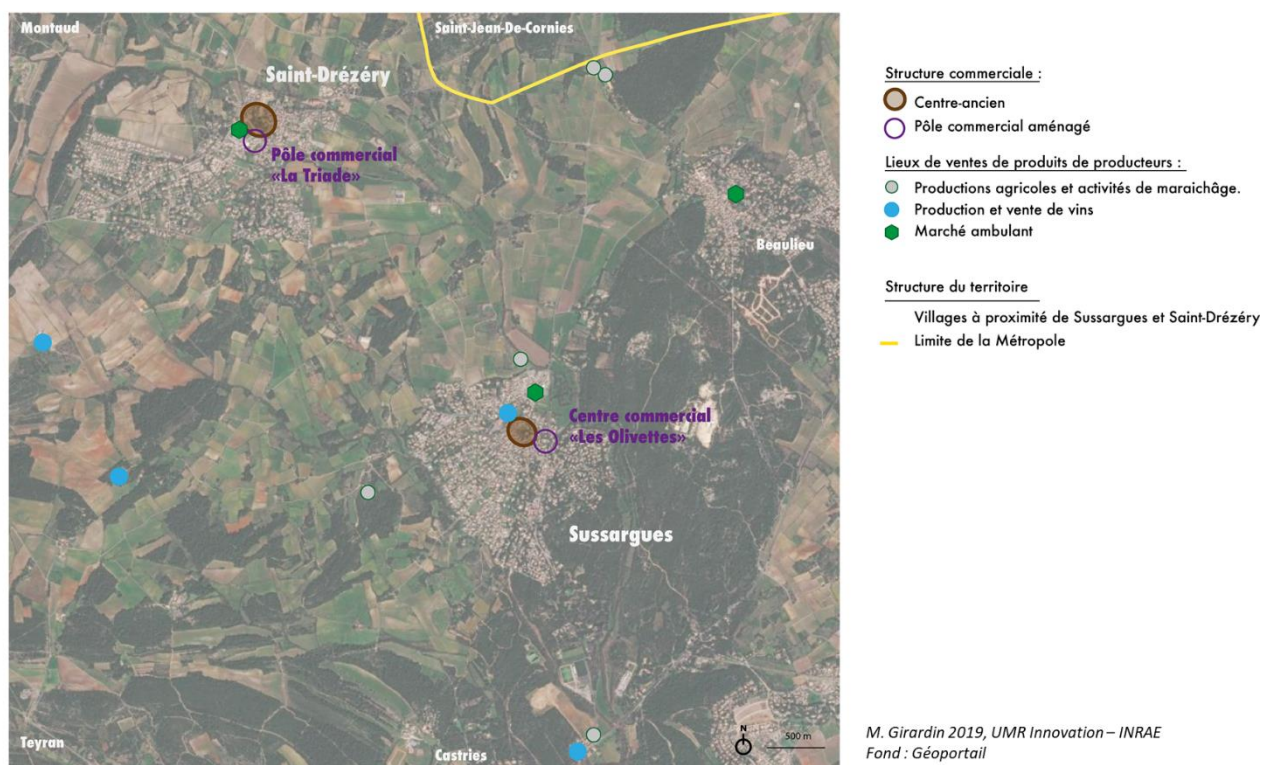 Montaud
Saint-Jean-De-Cornies
Saint-Drézéry
Pôle commercial
«La Triade»
Beaulieu
Centre commercial
«Les Olivettes»
Sussargues
Teyran
Castries
N
500 m
Structure commerciale :
Centre-ancien
Pôle commercial aménagé
Lieux de ventes de produits de producteurs :
Productions agricoles et activités de maraichâge.
Production et vente de vins
Marché ambulant
Structure du territoire
Villages à proximité de Sussargues et Saint-Drézéry
Limite de la Métropole
M. Girardin 2019, UMR Innovation – INRAE
Fond : Géoportail